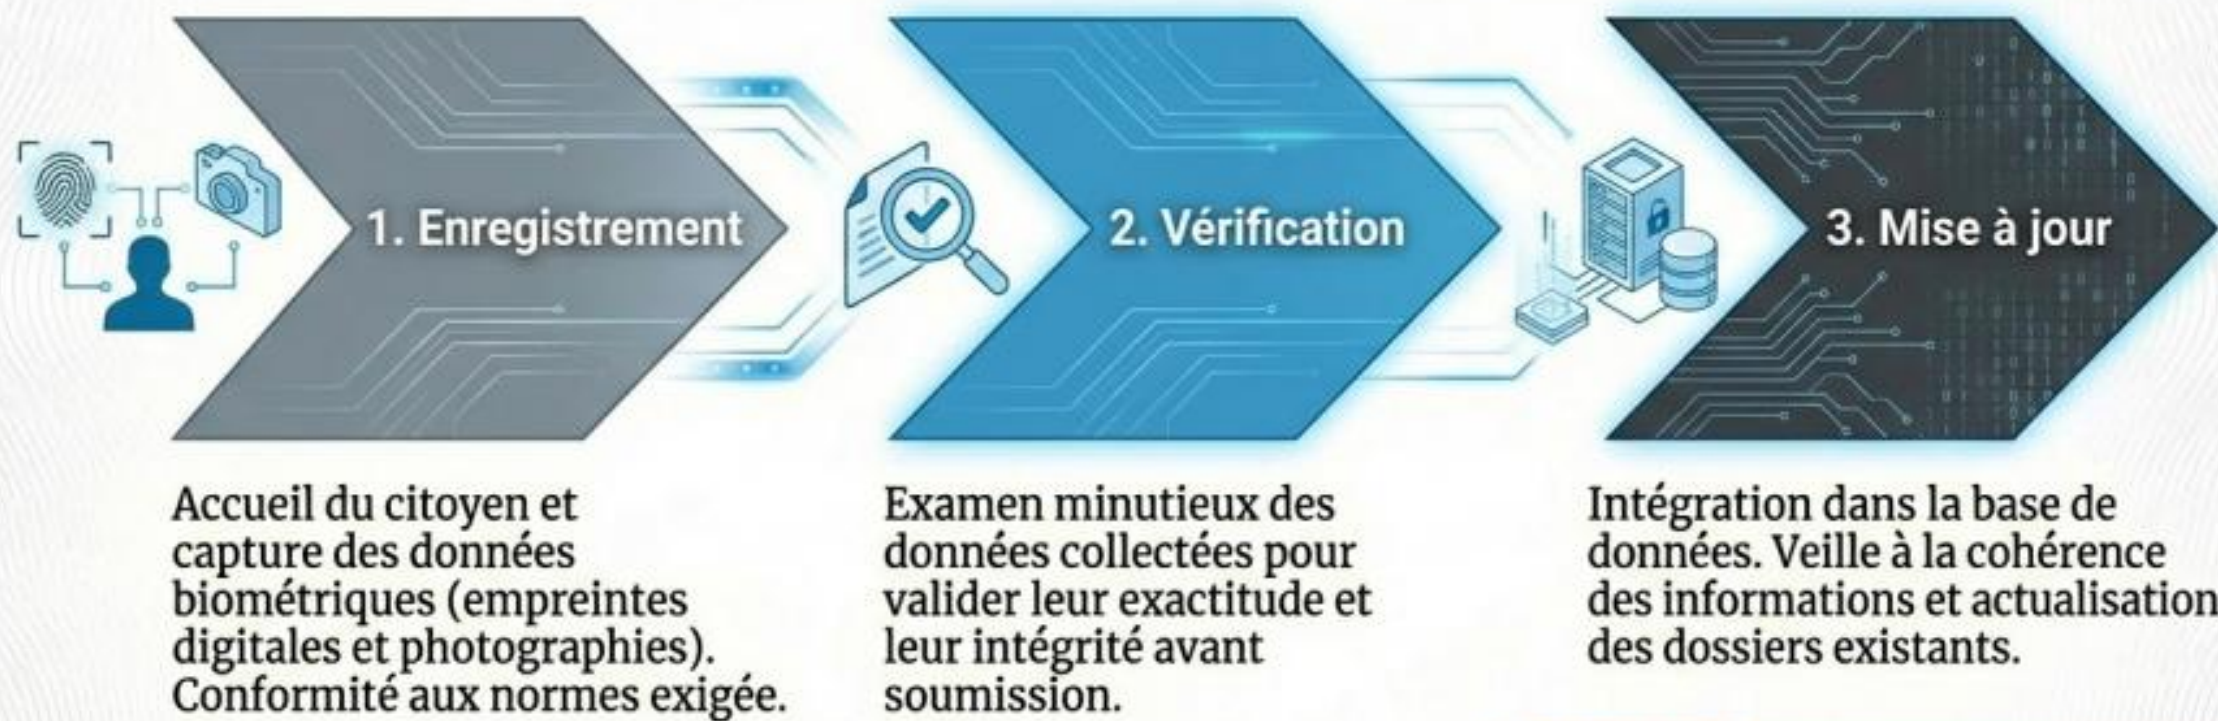 1. Enregistrement
2. Vérification
3. Mise à jour
Accueil du citoyen et
capture des données
biométriques (empreintes
digitales et photographies).
Conformité aux normes exigée.
Examen minutieux des
données collectées pour
valider leur exactitude et
leur intégrité avant
soumission.
Intégration dans la base de
données. Veille à la cohérence
des informations et actualisation
des dossiers existants.